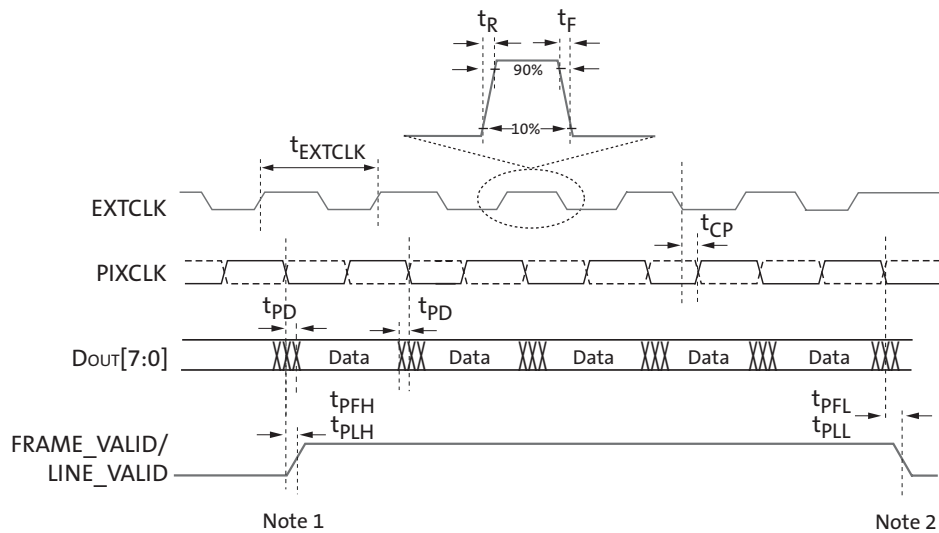 tR tF
90%
10%
tEXTCLK
EXTCLK
tCP
PIXCLK
tPD tPD
DOUT[7:0] Data Data Data Data Data
tPFH tPFL
tPLH tPLL
FRAME_VALID/
LINE_VALID
Note 1 Note 2